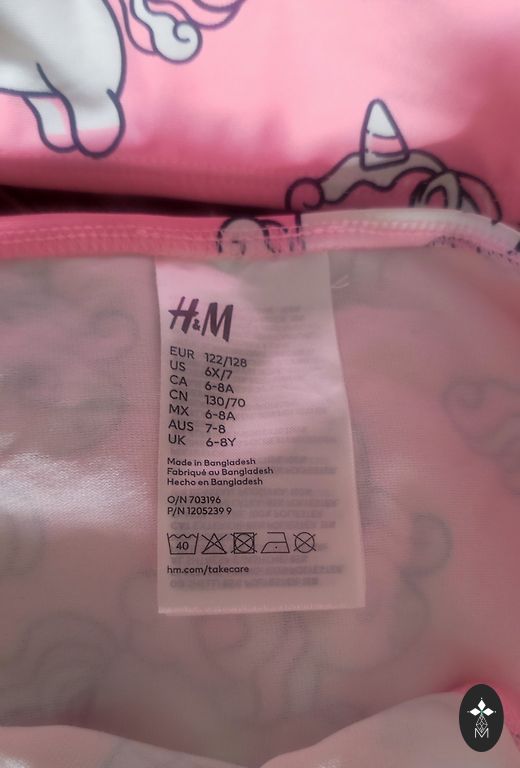 H&M
EUR 122/128
US 6X/7
CA 6-8A
CN 130/70
MX 6-8A
AUS 7-8
UK 6-8Y
Made in Bangladesh
Fabriqué au Bangladesh
Hecho en Bangladesh
O/N 703196
P/N 1205239 9
40
hm.com/takecare
M